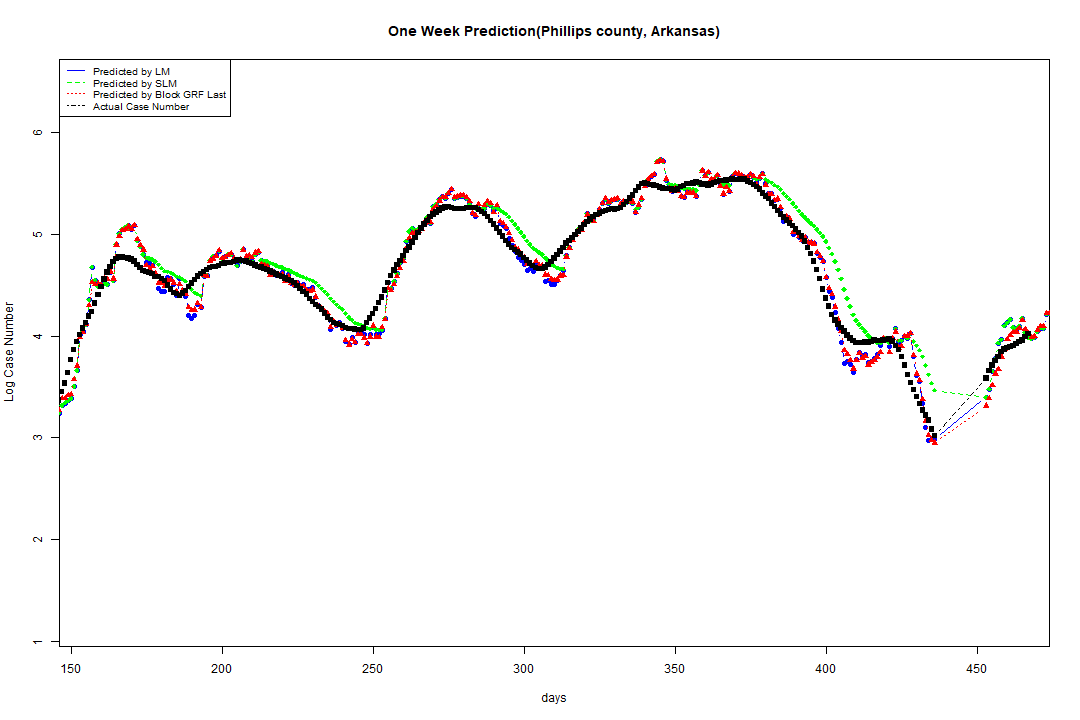 One Week Prediction(Phillips county, Arkansas)
Predicted by LM
Predicted by SLM
Predicted by Block GRF Last
Actual Case Number
Log Case Number
6
5
4
3
2
1
150 200 250 300 350 400 450
days